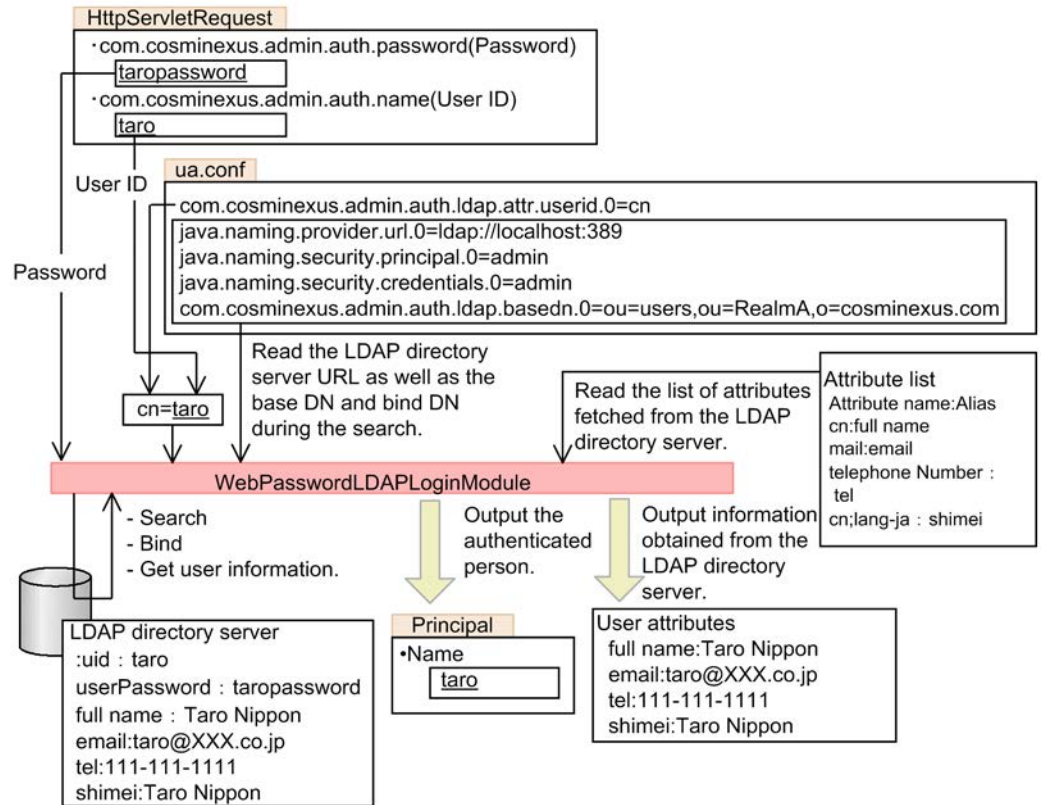 HttpServletRequest
·com.cosminexus.admin.auth.password(Password)
taropassword
·com.cosminexus.admin.auth.name(User ID)
taro
User ID
Password
ua.conf
com.cosminexus.admin.auth.ldap.attr.userid.0=cn
java.naming.provider.url.0=ldap://localhost:389
java.naming.security.principal.0=admin
java.naming.security.credentials.0=admin
com.cosminexus.admin.auth.ldap.basedn.0=ou=users,ou=RealmA,o=cosminexus.com
cn=taro
Read the LDAP directory
server URL as well as the
base DN and bind DN
during the search.
Read the list of attributes
fetched from the LDAP
directory server.
Attribute list
Attribute name:Alias
cn:full name
mail:email
telephone Number :
tel
cn;lang-ja : shimei
WebPasswordLDAPLoginModule
- Search
- Bind
- Get user information.
Output the
authenticated
person.
Output information
obtained from the
LDAP directory
server.
LDAP directory server
:uid : taro
userPassword : taropassword
full name : Taro Nippon
email:taro@XXX.co.jp
tel:111-111-1111
shimei:Taro Nippon
Principal
•Name
taro
User attributes
full name:Taro Nippon
email:taro@XXX.co.jp
tel:111-111-1111
shimei:Taro Nippon